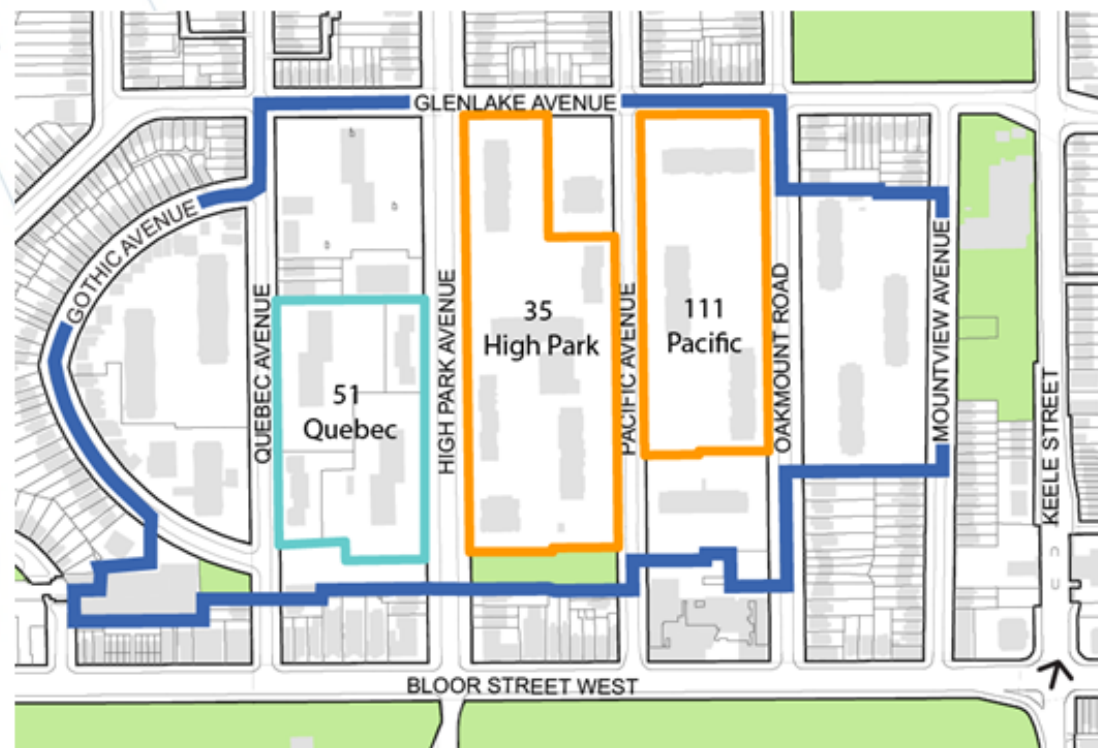 GLENLAKE AVENUE
GOTHIC AVENUE
QUEBEC AVENUE
HIGH PARK AVENUE
PACIFIC AVENUE
OAKMOUNT ROAD
MOUNTVIEW AVENUE
KEELE STREET
35
High Park
111
Pacific
51
Quebec
BLOOR STREET WEST